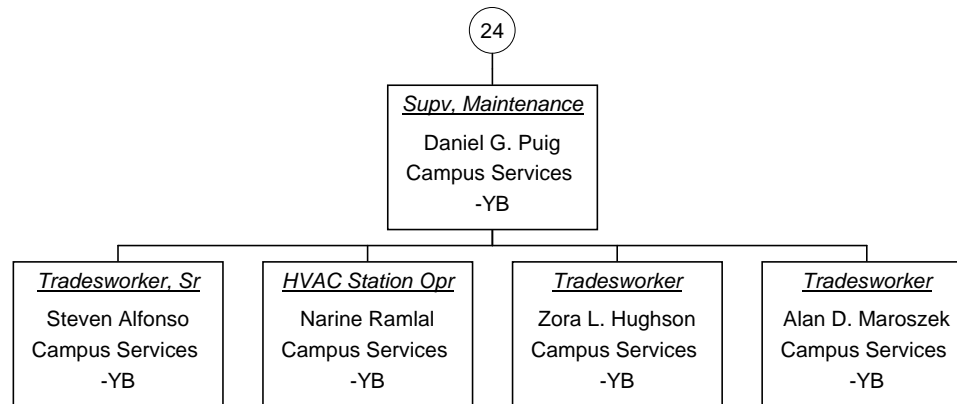 24
Supv, Maintenance
Daniel G. Puig
Campus Services
-YB
Tradesworker, Sr
Steven Alfonso
Campus Services
-YB
HVAC Station Opr
Narine Ramlal
Campus Services
-YB
Tradesworker
Zora L. Hughson
Campus Services
-YB
Tradesworker
Alan D. Maroszek
Campus Services
-YB